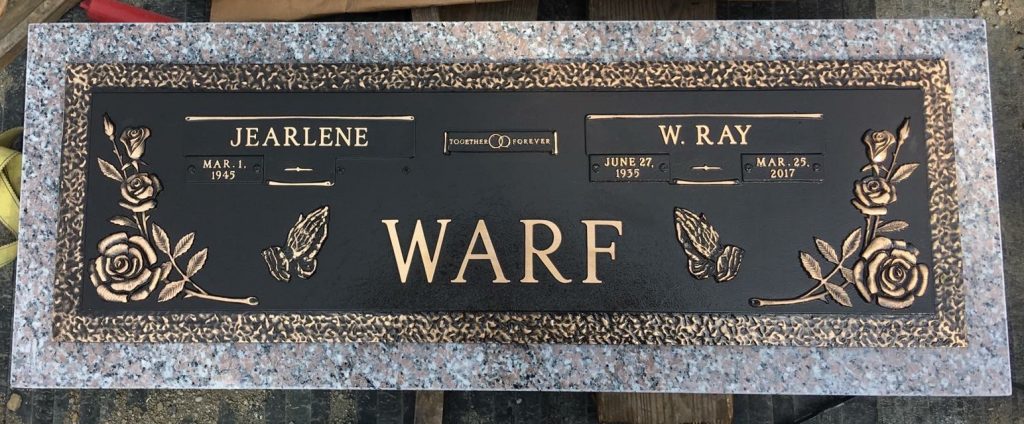 JEARLENE
MAR. 1,
1945
TOGETHER FOREVER
W. RAY
JUNE 27,
1935
MAR. 25,
2017
WARF